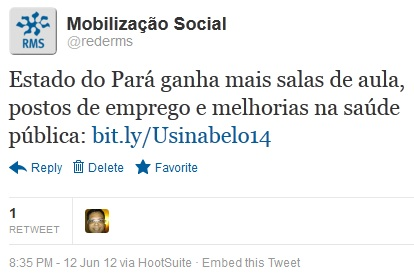 RMS
Mobilização Social
@rederms
Estado do Pará ganha mais salas de aula,
postos de emprego e melhorias na saúde
pública: bit.ly/Usinabelo14
Reply Delete Favorite
1
RETWEET
8:35 PM - 12 Jun 12 via HootSuite · Embed this Tweet